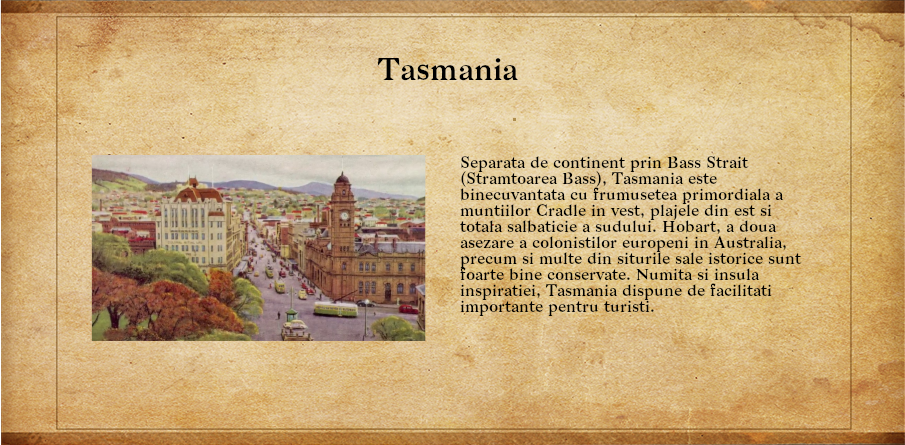 Tasmania
Separata de continent prin Bass Strait
(Stramtoarea Bass), Tasmania este
binecuvantata cu frumusetea primordiala a
muntiilor Cradle in vest, plajele din est si
totala salbaticie a sudului. Hobart, a doua
asezare a colonistilor europeni in Australia,
precum si multe din siturile sale istorice sunt
foarte bine conservate. Numita si insula
inspiratiei, Tasmania dispune de facilitati
importante pentru turisti.